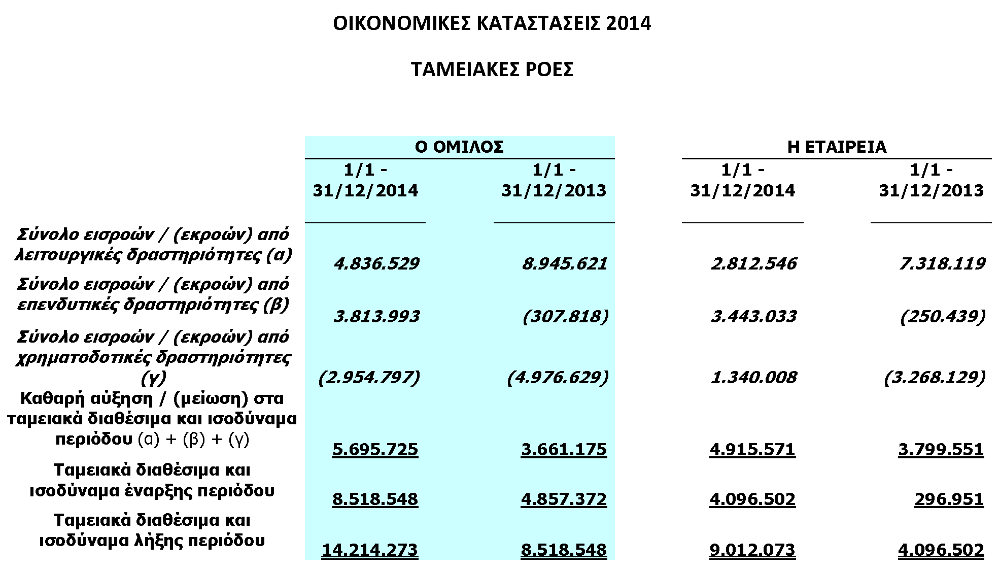 ΟΙΚΟΝΟΜΙΚΕΣ ΚΑΤΑΣΤΑΣΕΙΣ 2014
ΤΑΜΕΙΑΚΕΣ ΡΟΕΣ
Ο ΟΜΙΛΟΣ Η ΕΤΑΙΡΕΙΑ
1/1 - 1/1 - 1/1 - 1/1 -
31/12/2014 31/12/2013 31/12/2014 31/12/2013
Σύνολο εισροών / (εκροών) από
λειτουργικές δραστηριότητες (α)
4.836.529 8.945.621 2.812.546 7.318.119
Σύνολο εισροών / (εκροών) από
επενδυτικές δραστηριότητες (β)
3.813.993 (307.818) 3.443.033 (250.439)
Σύνολο εισροών / (εκροών) από
χρηματοδοτικές δραστηριότητες
(γ) (2.954.797) (4.976.629) 1.340.008 (3.268.129)
Καθαρή αύξηση / (μείωση) στα
ταμειακά διαθέσιμα και ισοδύναμα
περιόδου (α) + (β) + (γ)
5.695.725 3.661.175 4.915.571 3.799.551
Ταμειακά διαθέσιμα και
ισοδύναμα έναρξης περιόδου
8.518.548 4.857.372 4.096.502 296.951
Ταμειακά διαθέσιμα και
ισοδύναμα λήξης περιόδου
14.214.273 8.518.548 9.012.073 4.096.502